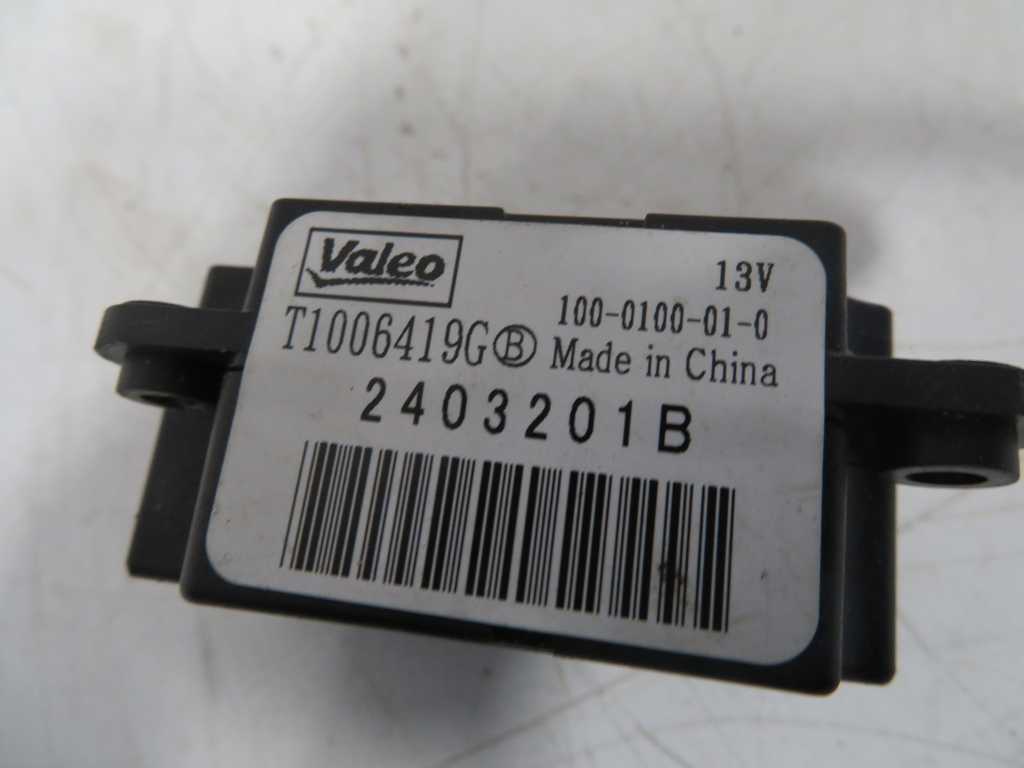 Valeo
13V
100-0100-01-0
T1006419GⒷ Made in China
2403201B